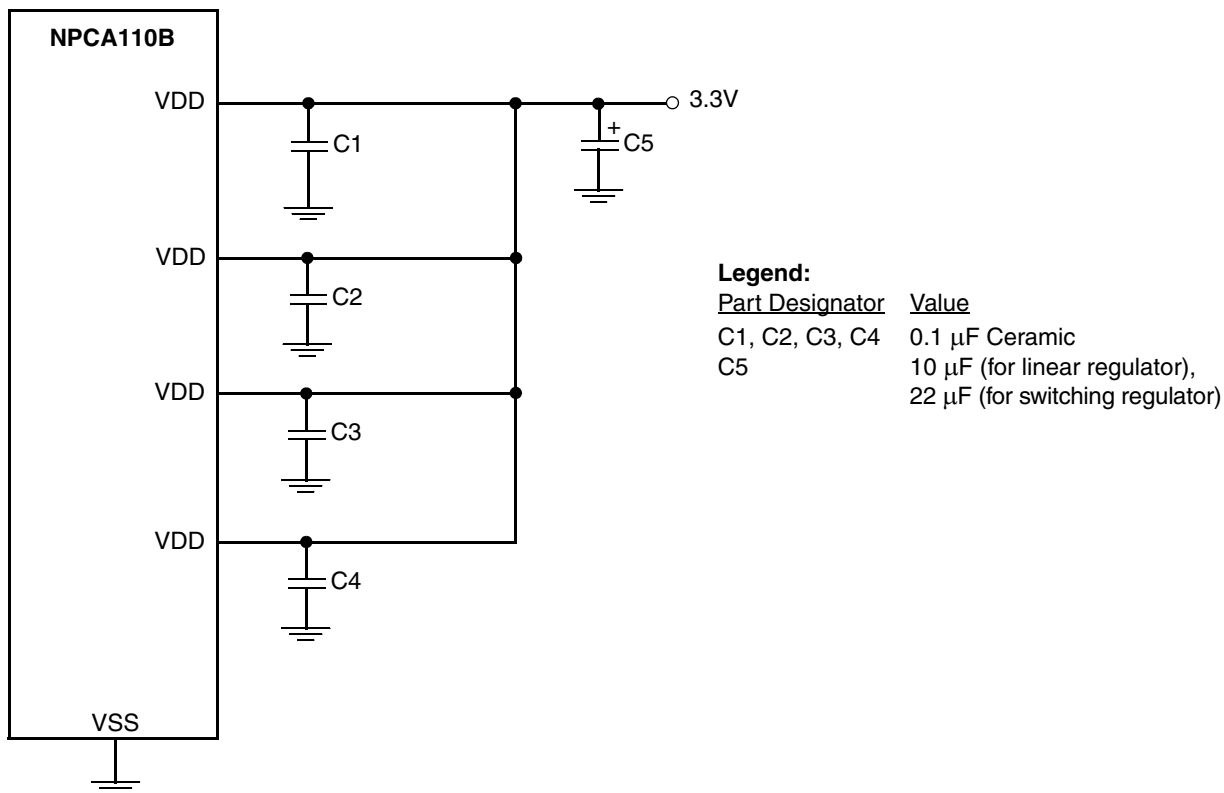 NPCA110B
VDD
3.3V
+
C1
C5
VDD
C2
Legend:
Part Designator Value
C1, C2, C3, C4 0.1 μF Ceramic
C5 10 μF (for linear regulator),
22 μF (for switching regulator)
VDD
C3
VDD
C4
VSS